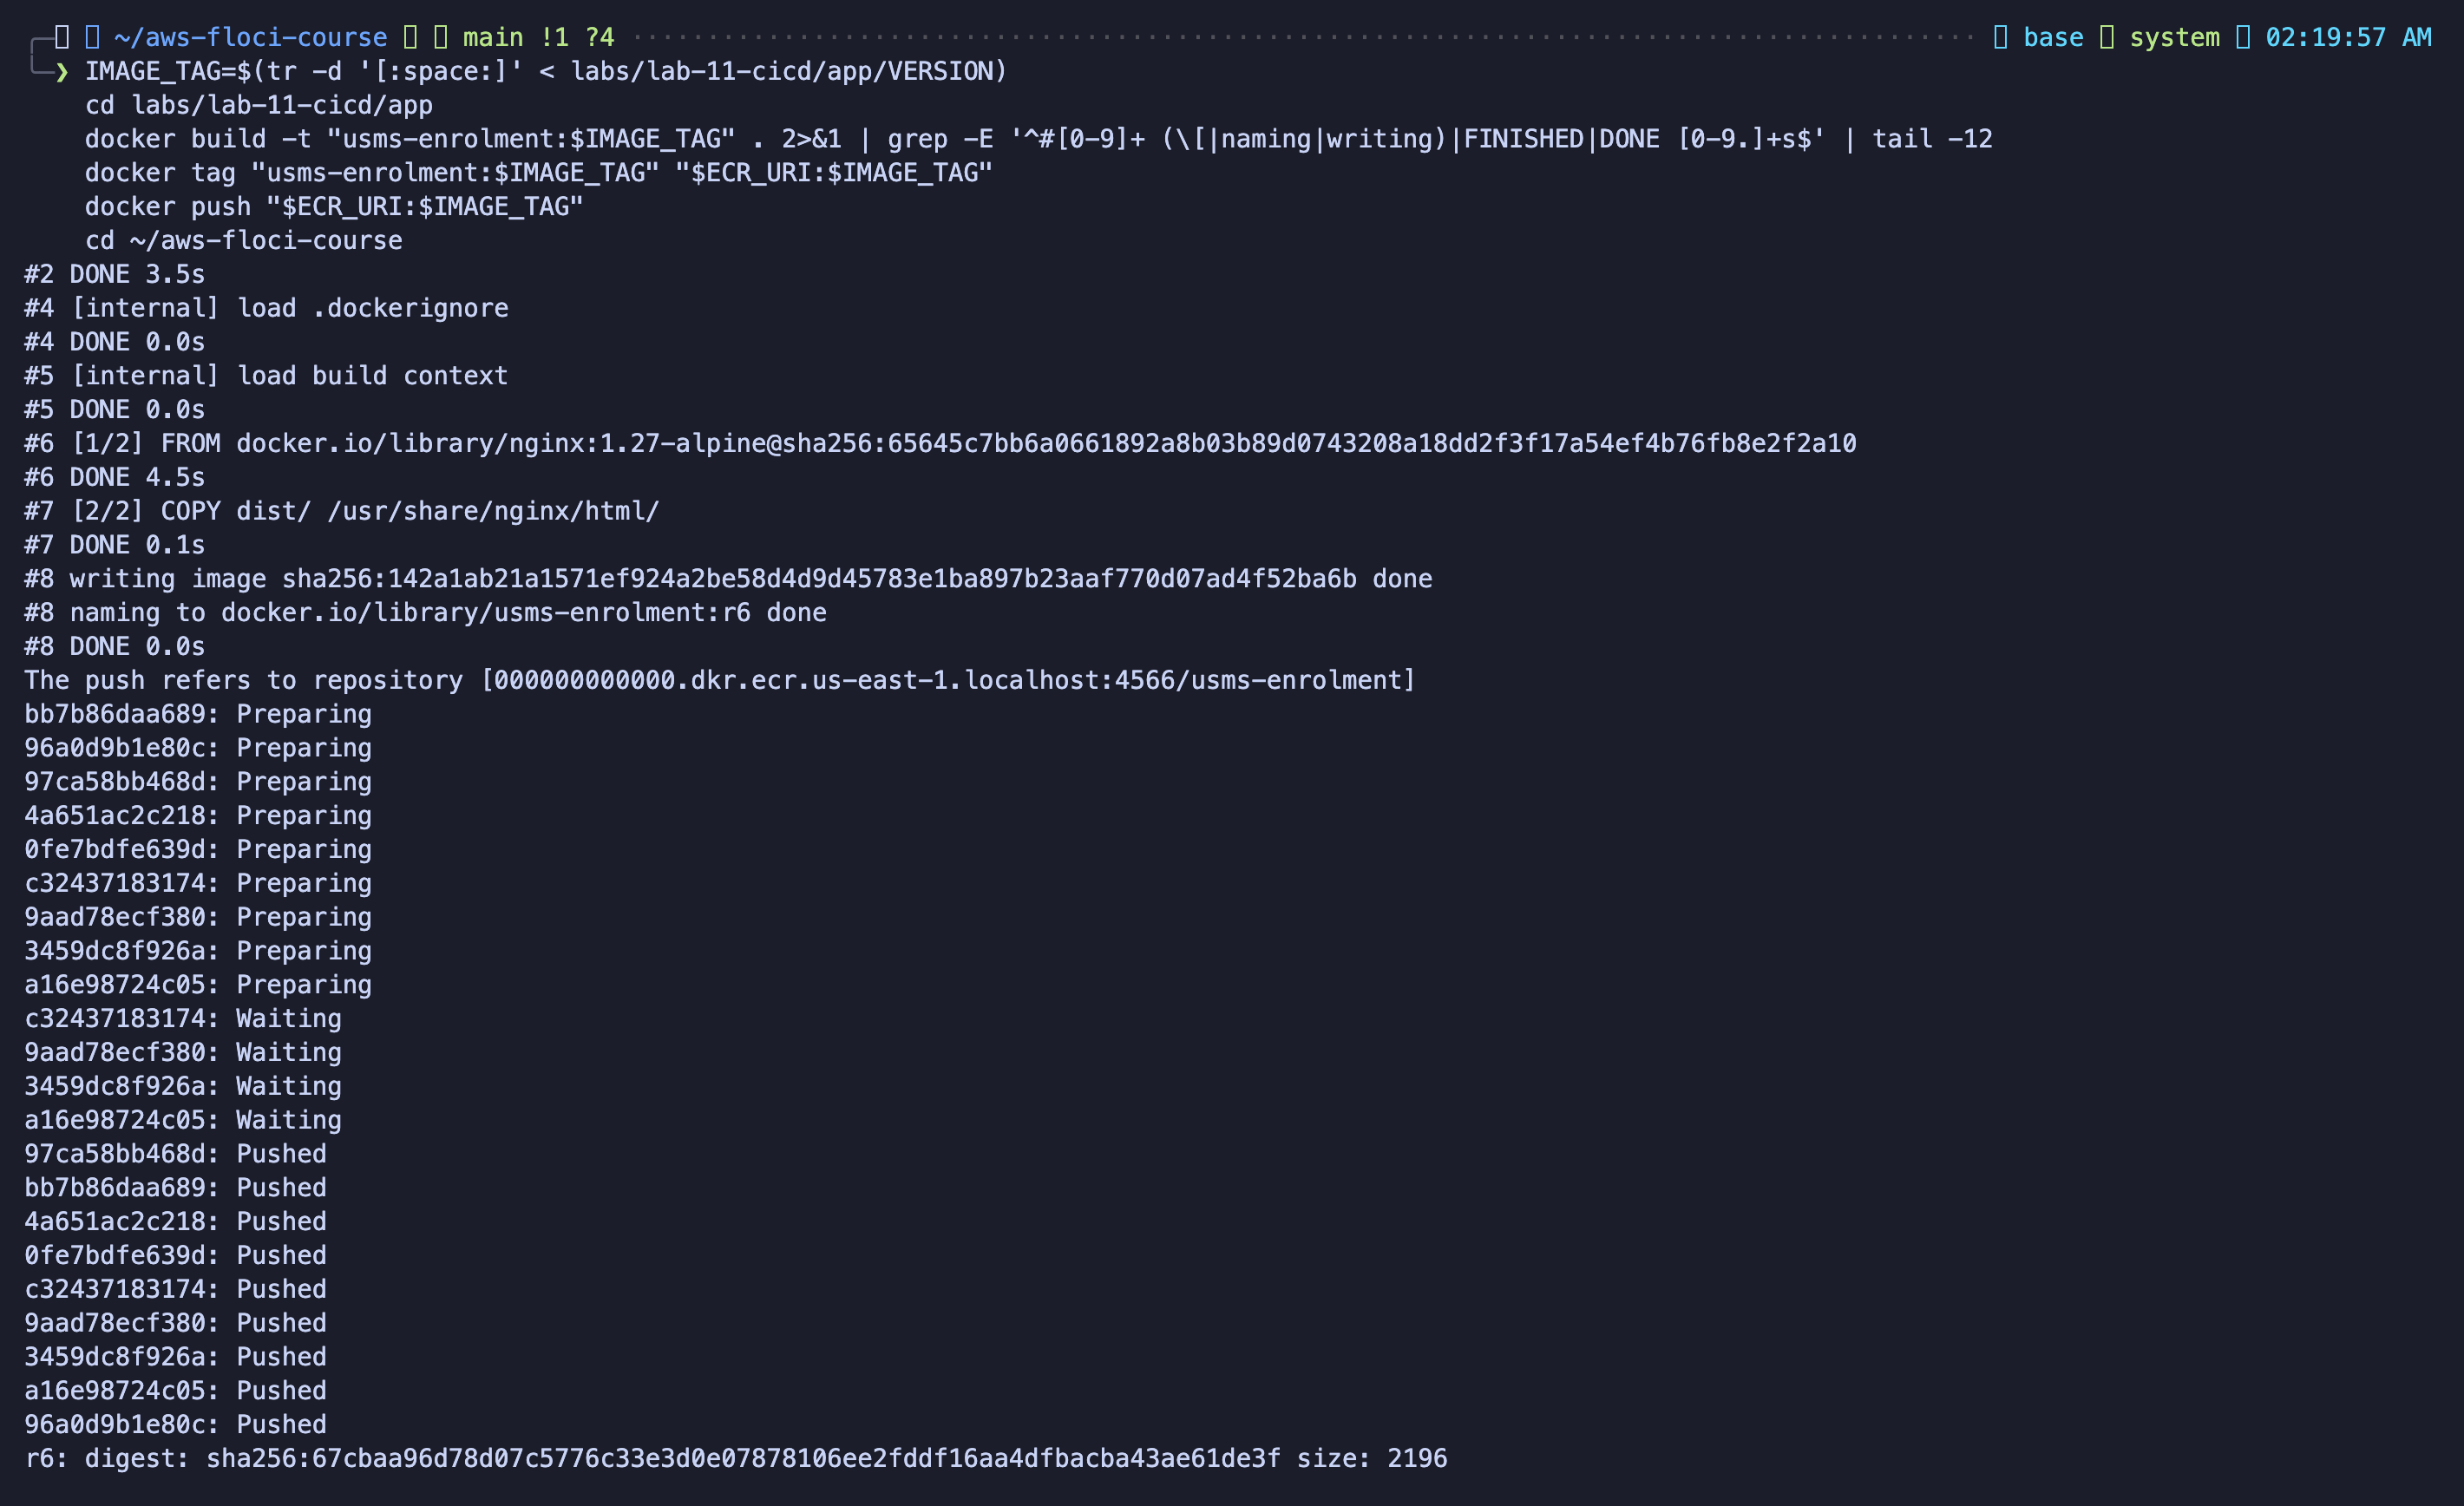 ~/aws-floci-course main !1 ?4 base system 02:19:57 AM
❯ IMAGE_TAG=$(tr -d '[:space:]' < labs/lab-11-cicd/app/VERSION)
cd labs/lab-11-cicd/app
docker build -t "usms-enrolment:$IMAGE_TAG" . 2>&1 | grep -E '^#[0-9]+ (\[|naming|writing)|FINISHED|DONE [0-9.]+s$' | tail -12
docker tag "usms-enrolment:$IMAGE_TAG" "$ECR_URI:$IMAGE_TAG"
docker push "$ECR_URI:$IMAGE_TAG"
cd ~/aws-floci-course
#2 DONE 3.5s
#4 [internal] load .dockerignore
#4 DONE 0.0s
#5 [internal] load build context
#5 DONE 0.0s
#6 [1/2] FROM docker.io/library/nginx:1.27-alpine@sha256:65645c7bb6a0661892a8b03b89d0743208a18dd2f3f17a54ef4b76fb8e2f2a10
#6 DONE 4.5s
#7 [2/2] COPY dist/ /usr/share/nginx/html/
#7 DONE 0.1s
#8 writing image sha256:142a1ab21a1571ef924a2be58d4d9d45783e1ba897b23aaf770d07ad4f52ba6b done
#8 naming to docker.io/library/usms-enrolment:r6 done
#8 DONE 0.0s
The push refers to repository [000000000000.dkr.ecr.us-east-1.localhost:4566/usms-enrolment]
bb7b86daa689: Preparing
96a0d9b1e80c: Preparing
97ca58bb468d: Preparing
4a651ac2c218: Preparing
0fe7bdfe639d: Preparing
c32437183174: Preparing
9aad78ecf380: Preparing
3459dc8f926a: Preparing
a16e98724c05: Preparing
c32437183174: Waiting
9aad78ecf380: Waiting
3459dc8f926a: Waiting
a16e98724c05: Waiting
97ca58bb468d: Pushed
bb7b86daa689: Pushed
4a651ac2c218: Pushed
0fe7bdfe639d: Pushed
c32437183174: Pushed
9aad78ecf380: Pushed
3459dc8f926a: Pushed
a16e98724c05: Pushed
96a0d9b1e80c: Pushed
r6: digest: sha256:67cbaa96d78d07c5776c33e3d0e07878106ee2fddf16aa4dfbacba43ae61de3f size: 2196